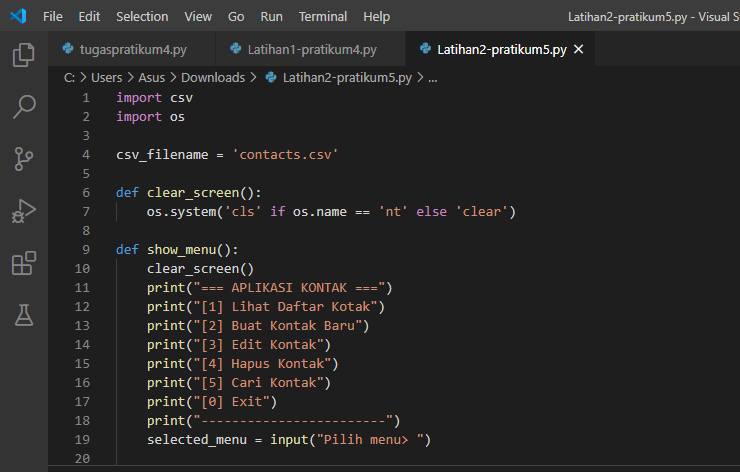 File Edit Selection View Go Run Terminal Help Latihan2-pratikum5.py - Visual S
tugaspratikum4.py Latihan1-pratikum4.py Latihan2-pratikum5.py
C: > Users > Asus > Downloads > Latihan2-pratikum5.py > ...
1 import csv
2 import os
3
4 csv_filename = 'contacts.csv'
5
6 def clear_screen():
7 os.system('cls' if os.name == 'nt' else 'clear')
8
9 def show_menu():
10 clear_screen()
11 print("=== APLIKASI KONTAK ===")
12 print("[1] Lihat Daftar Kotak")
13 print("[2] Buat Kontak Baru")
14 print("[3] Edit Kontak")
15 print("[4] Hapus Kontak")
16 print("[5] Cari Kontak")
17 print("[0] Exit")
18 print("------------------------")
19 selected_menu = input("Pilih menu> ")
20